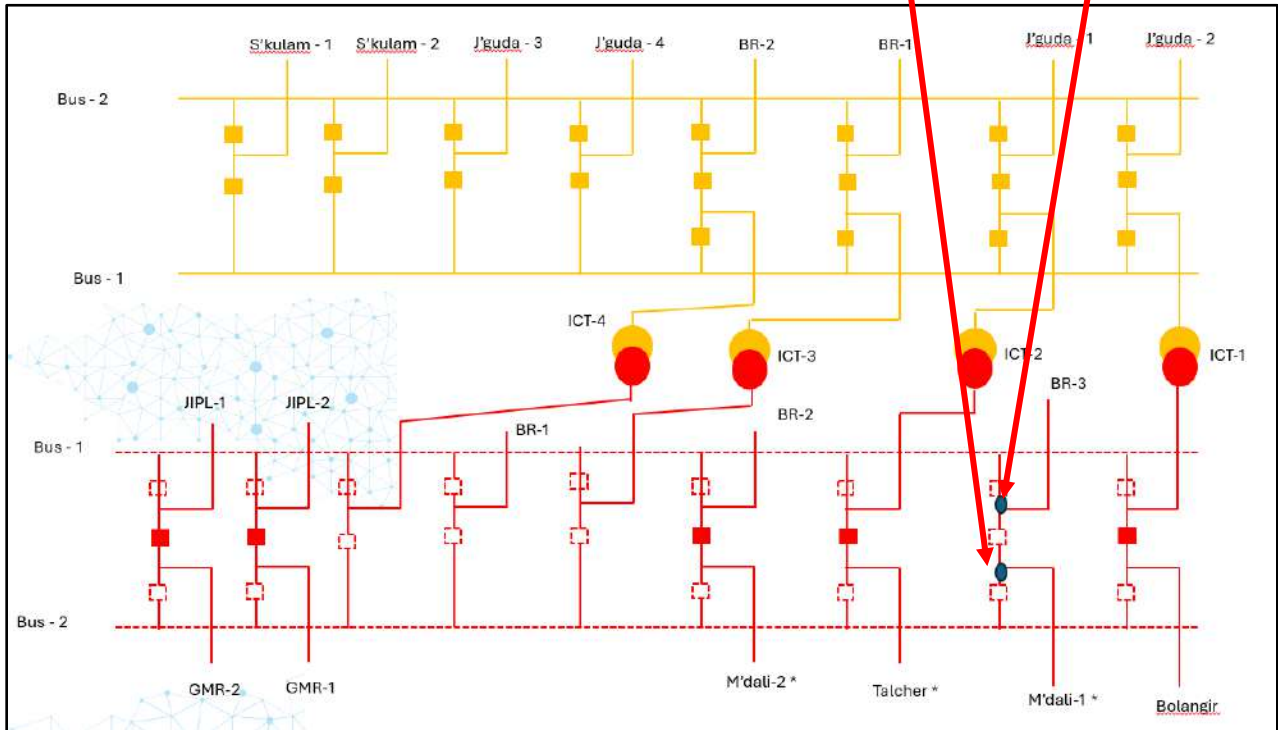 S'kulam - 1
S'kulam - 2
J'guda - 3
J'guda - 4
BR-2
BR-1
J'guda - 1
J'guda - 2
Bus - 2
Bus - 1
ICT-4
ICT-3
ICT-2
ICT-1
JIPL-1
JIPL-2
BR-1
BR-2
BR-3
Bus - 1
Bus - 2
GMR-2
GMR-1
M'dali-2 *
Talcher *
M'dali-1 *
Bolangir